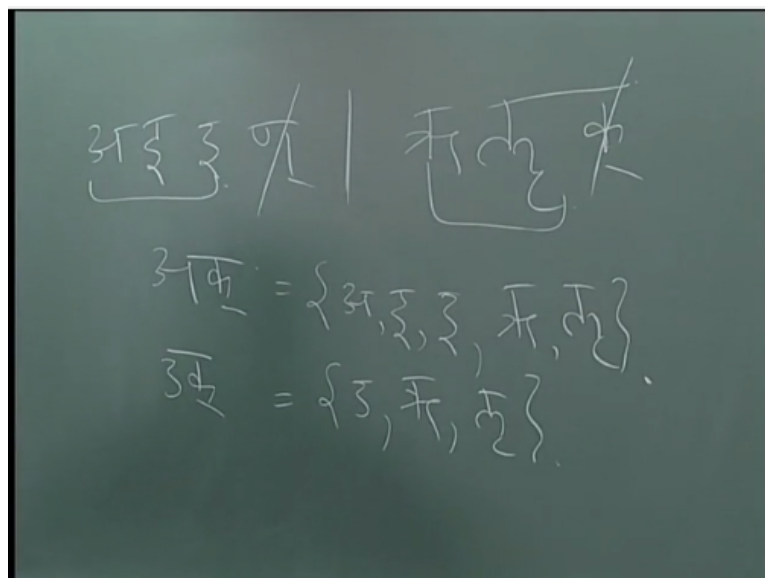 अ इ उ ण् | ऋ ऌ क्
अक् = {अ, इ, उ, ऋ, ऌ}.
उक् = {उ, ऋ, ऌ}.